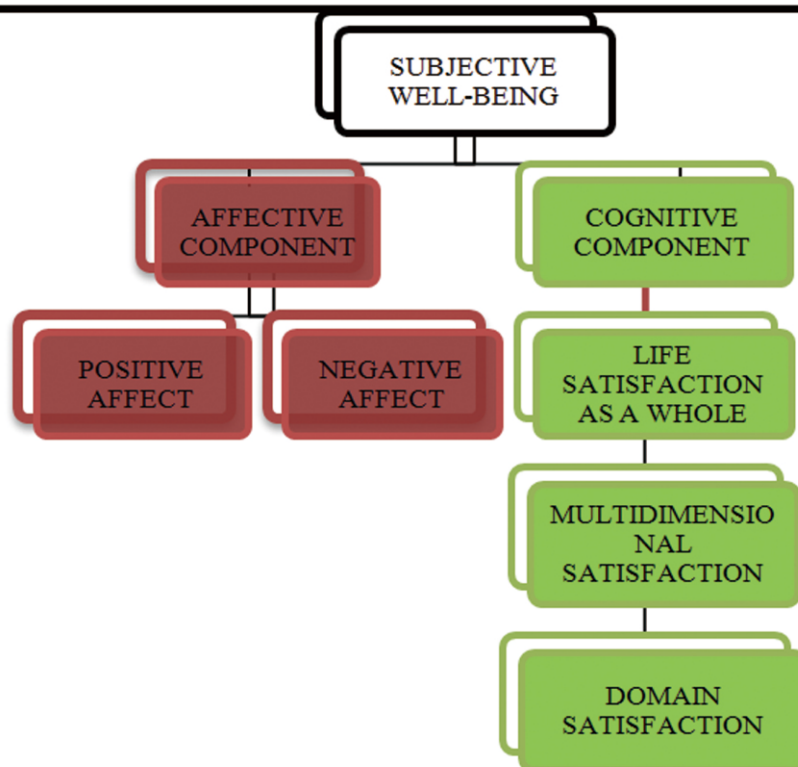 SUBJECTIVE
WELL-BEING
AFFECTIVE
COMPONENT
COGNITIVE
COMPONENT
POSITIVE
AFFECT
NEGATIVE
AFFECT
LIFE
SATISFACTION
AS A WHOLE
MULTIDIMENSIO
NAL
SATISFACTION
DOMAIN
SATISFACTION